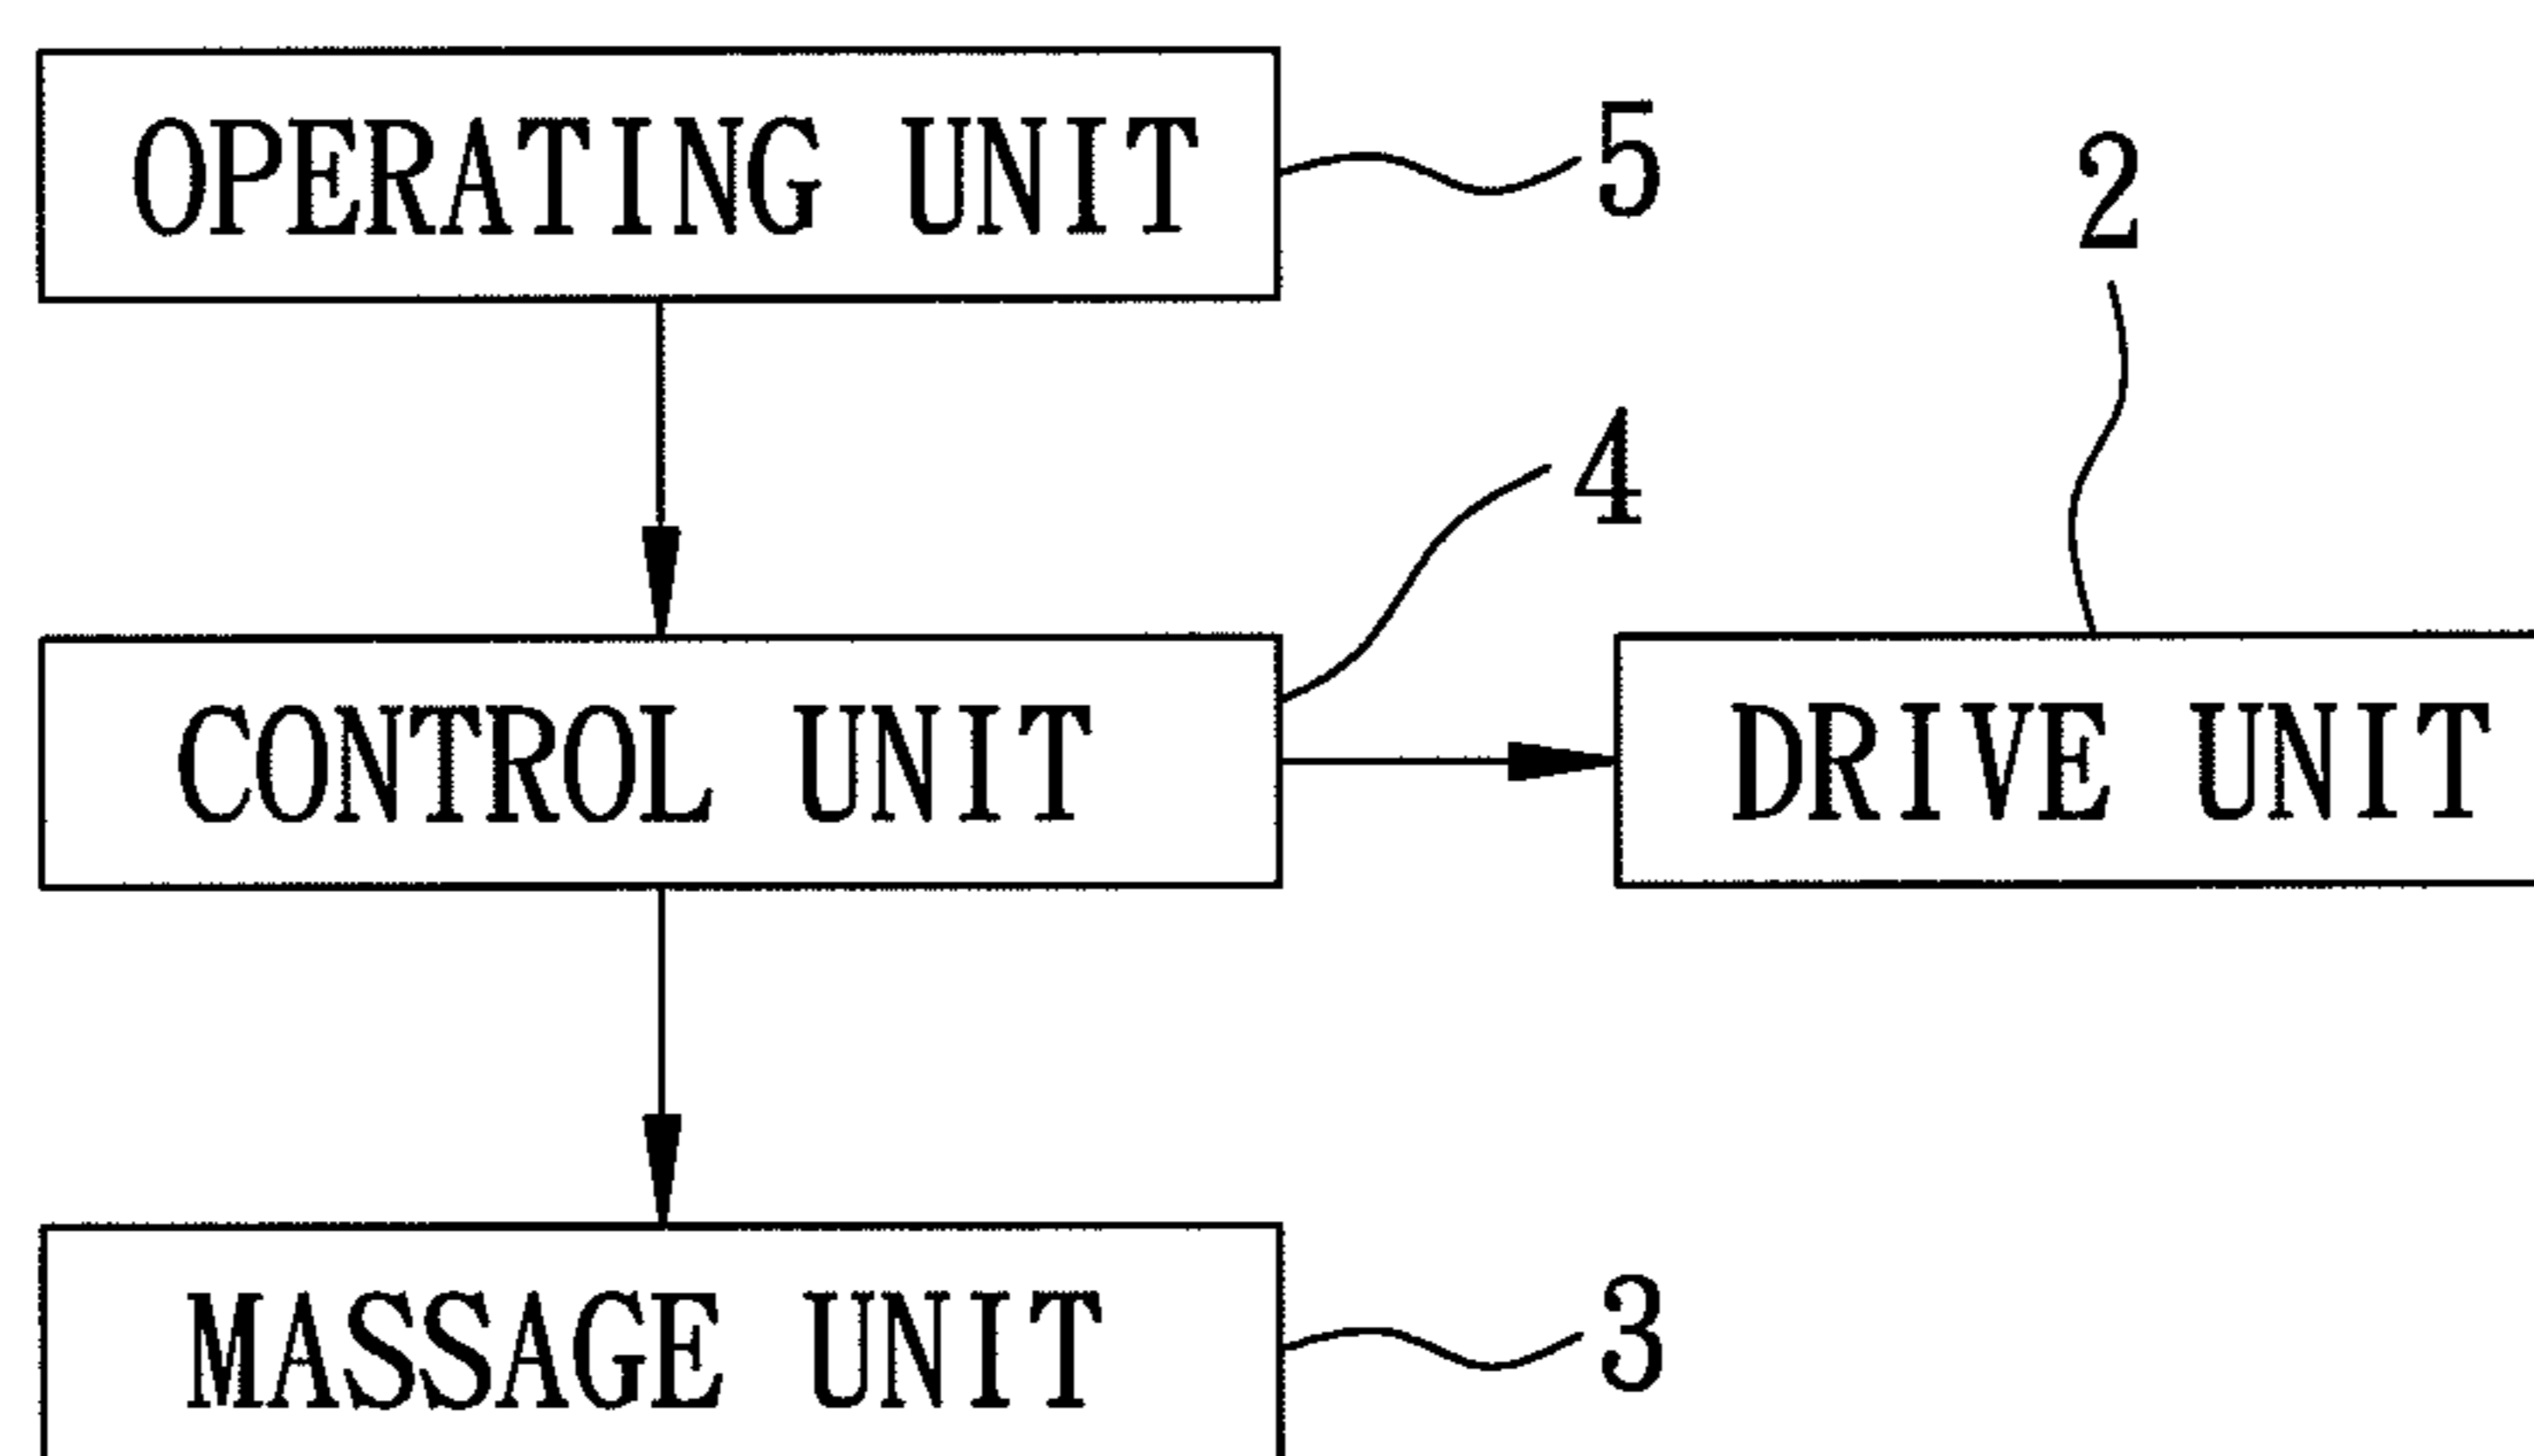 OPERATING UNIT
5
2
4
CONTROL UNIT
DRIVE UNIT
MASSAGE UNIT
3